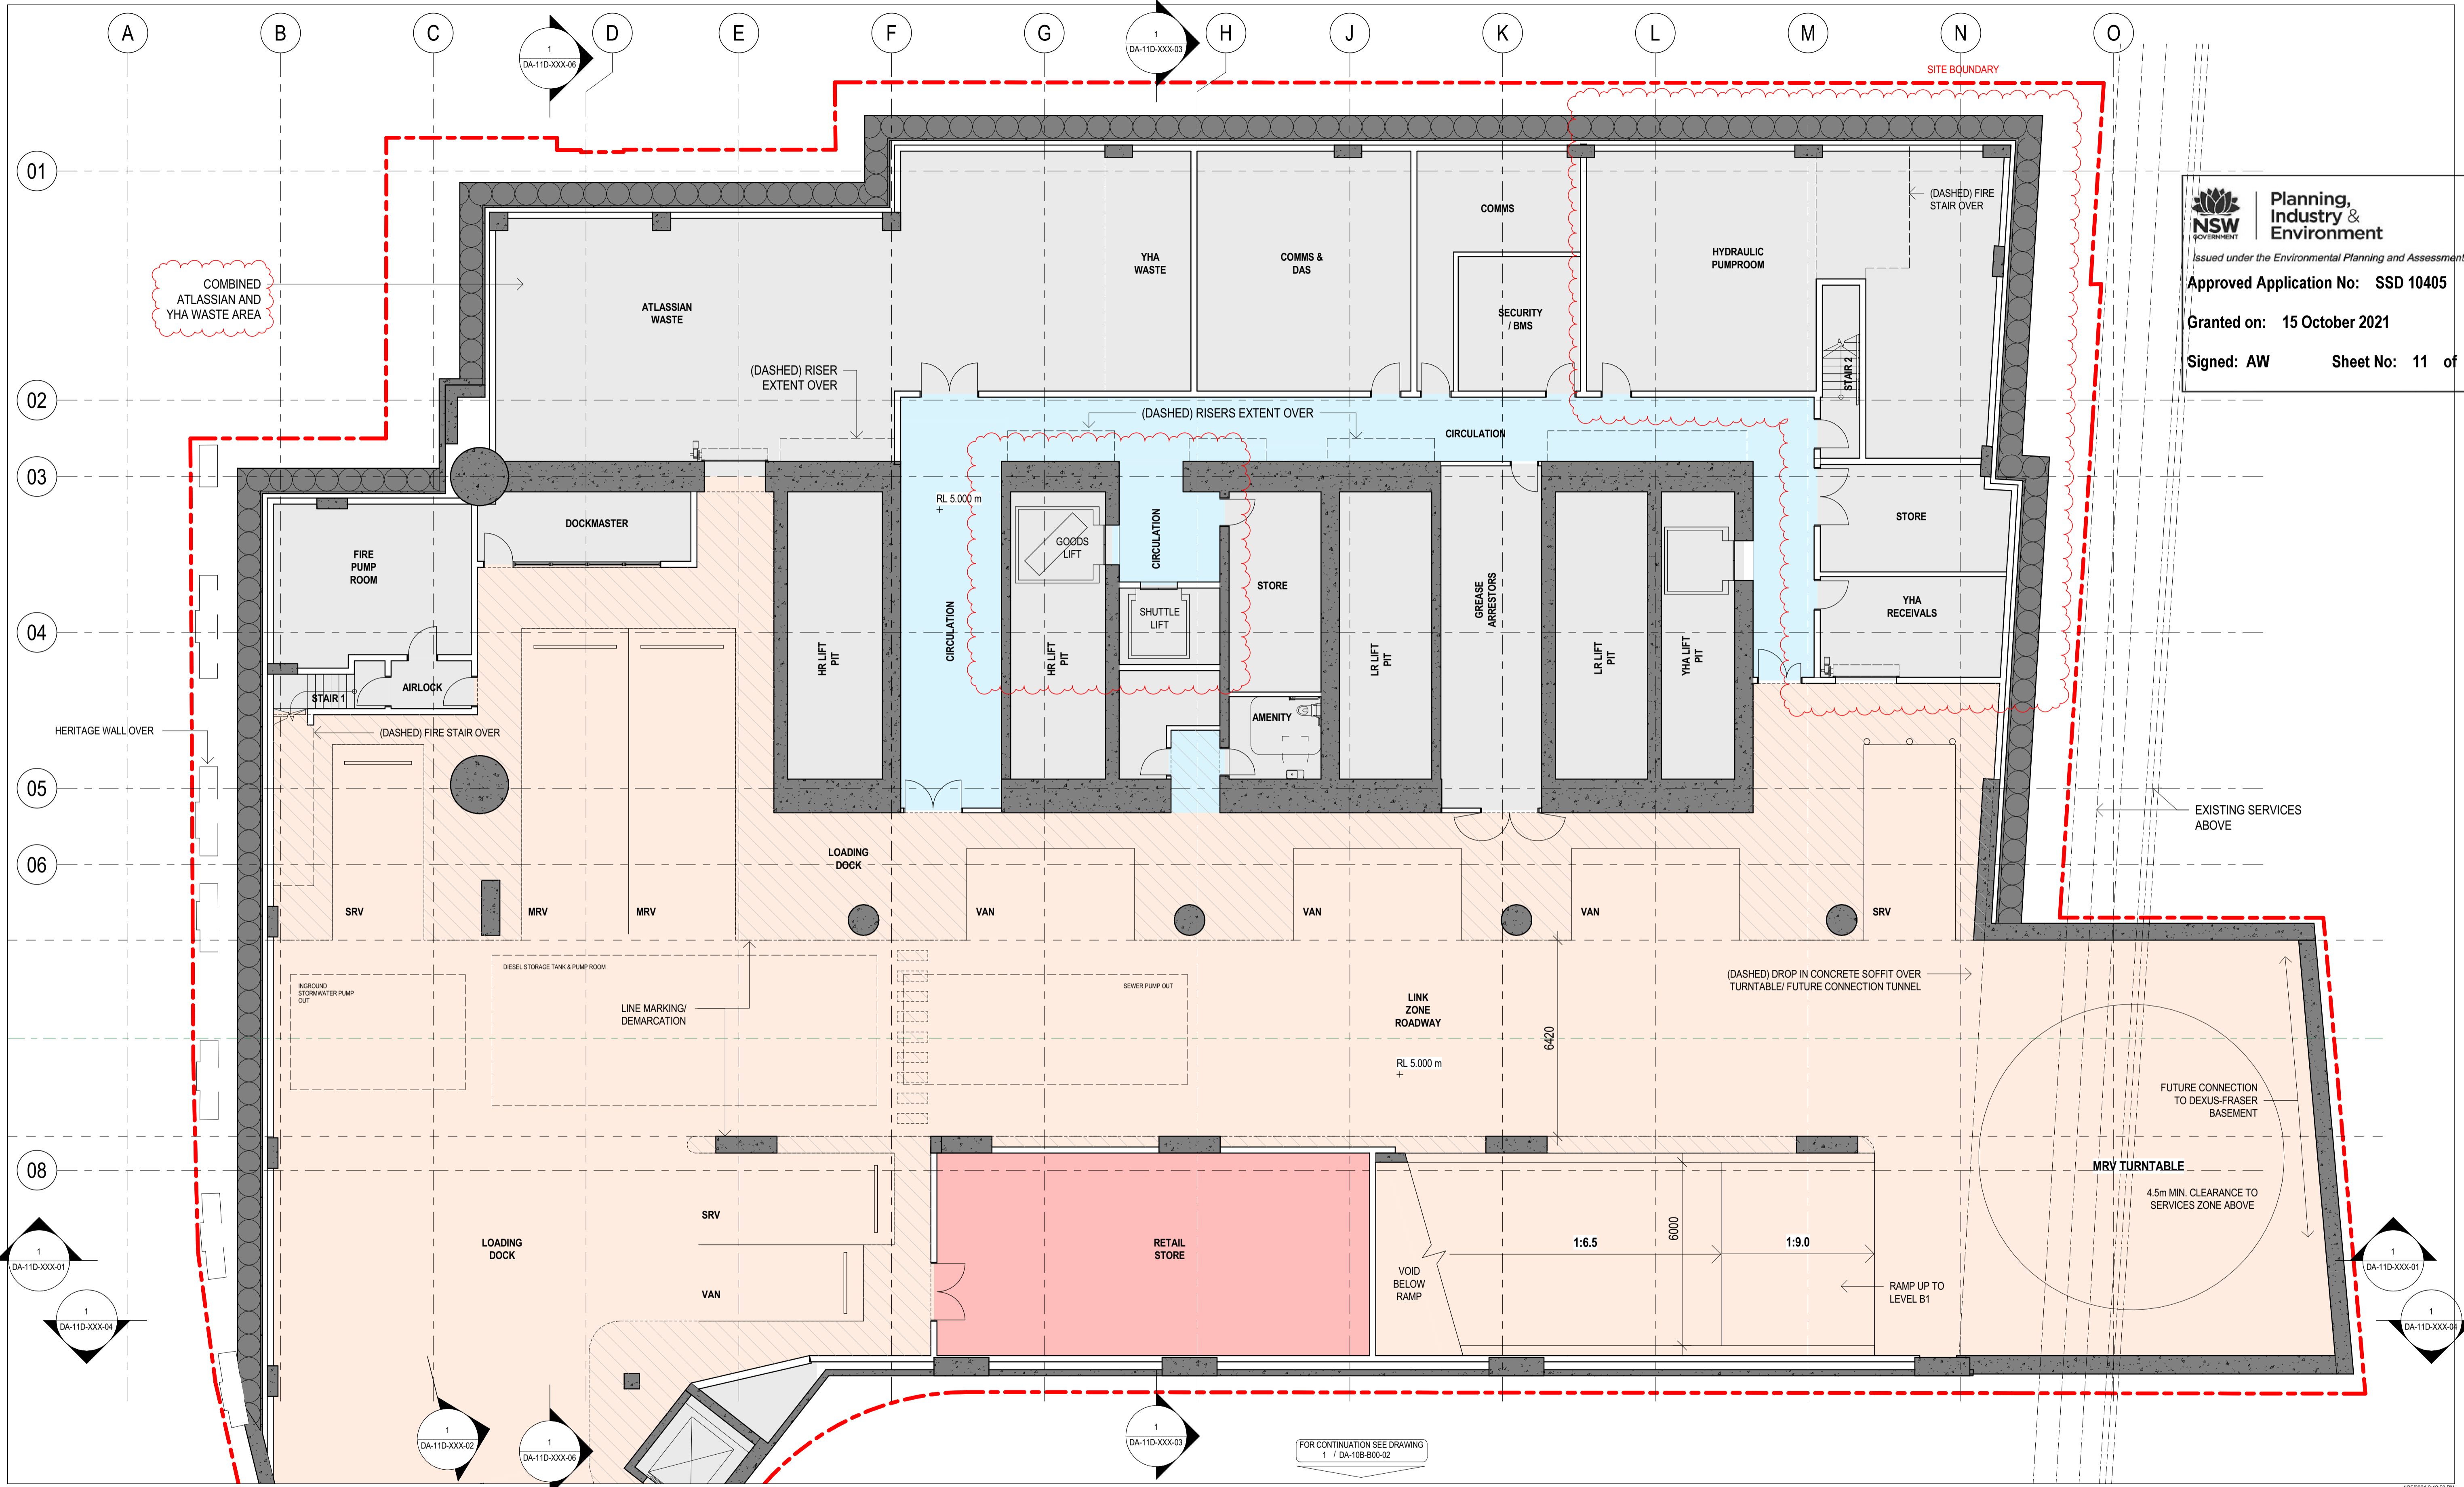 A
B
C
D
E
F
G
H
J
K
L
M
N
O
1
DA-11D-XXX-06
1
DA-11D-XXX-03
SITE BOUNDARY
01
02
03
04
05
06
08
NSW
GOVERNMENT
Planning,
Industry &
Environment
Issued under the Environmental Planning and Assessment
Approved Application No: SSD 10405
Granted on: 15 October 2021
Signed: AW Sheet No: 11 of
(DASHED) FIRE
STAIR OVER
COMBINED
ATLASSIAN AND
YHA WASTE AREA
ATLASSIAN
WASTE
YHA
WASTE
COMMS &
DAS
COMMS
SECURITY
/ BMS
HYDRAULIC
PUMPROOM
STAIR 2
(DASHED) RISER
EXTENT OVER
(DASHED) RISERS EXTENT OVER
CIRCULATION
RL 5.000 m
DOCKMASTER
FIRE
PUMP
ROOM
GOODS
LIFT
CIRCULATION
STORE
SHUTTLE
LIFT
STORE
YHA
RECEIVALS
GREASE
ARRESTORS
CIRCULATION
HR LIFT
PIT
HR LIFT
PIT
LR LIFT
PIT
LR LIFT
PIT
YHA LIFT
PIT
STAIR 1
AIRLOCK
AMENITY
HERITAGE WALL OVER
(DASHED) FIRE STAIR OVER
EXISTING SERVICES
ABOVE
LOADING
DOCK
SRV
MRV
MRV
VAN
VAN
VAN
SRV
DIESEL STORAGE TANK & PUMP ROOM
INGROUND
STORMWATER PUMP
OUT
SEWER PUMP OUT
LINE MARKING/
DEMARCATION
LINK
ZONE
ROADWAY
RL 5.000 m
6420
(DASHED) DROP IN CONCRETE SOFFIT OVER
TURNTABLE/ FUTURE CONNECTION TUNNEL
FUTURE CONNECTION
TO DEXUS-FRASER
BASEMENT
MRV TURNTABLE
4.5m MIN. CLEARANCE TO
SERVICES ZONE ABOVE
SRV
LOADING
DOCK
VAN
RETAIL
STORE
VOID
BELOW
RAMP
1:6.5
6000
1:9.0
RAMP UP TO
LEVEL B1
1
DA-11D-XXX-01
1
DA-11D-XXX-04
1
DA-11D-XXX-01
1
DA-11D-XXX-04
1
DA-11D-XXX-02
1
DA-11D-XXX-06
1
DA-11D-XXX-03
FOR CONTINUATION SEE DRAWING
1 / DA-10B-B00-02